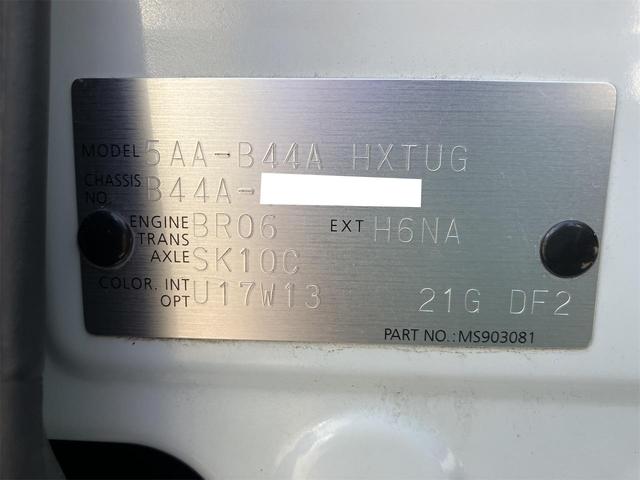 MODEL 5AA-B44A HXTUG
CHASSIS NO. B44A-
ENGINE BR06 EXT H6NA
TRANS AXLE SK10C
COLOR. INT OPT U17W13 21G DF2
PART NO.:MS903081